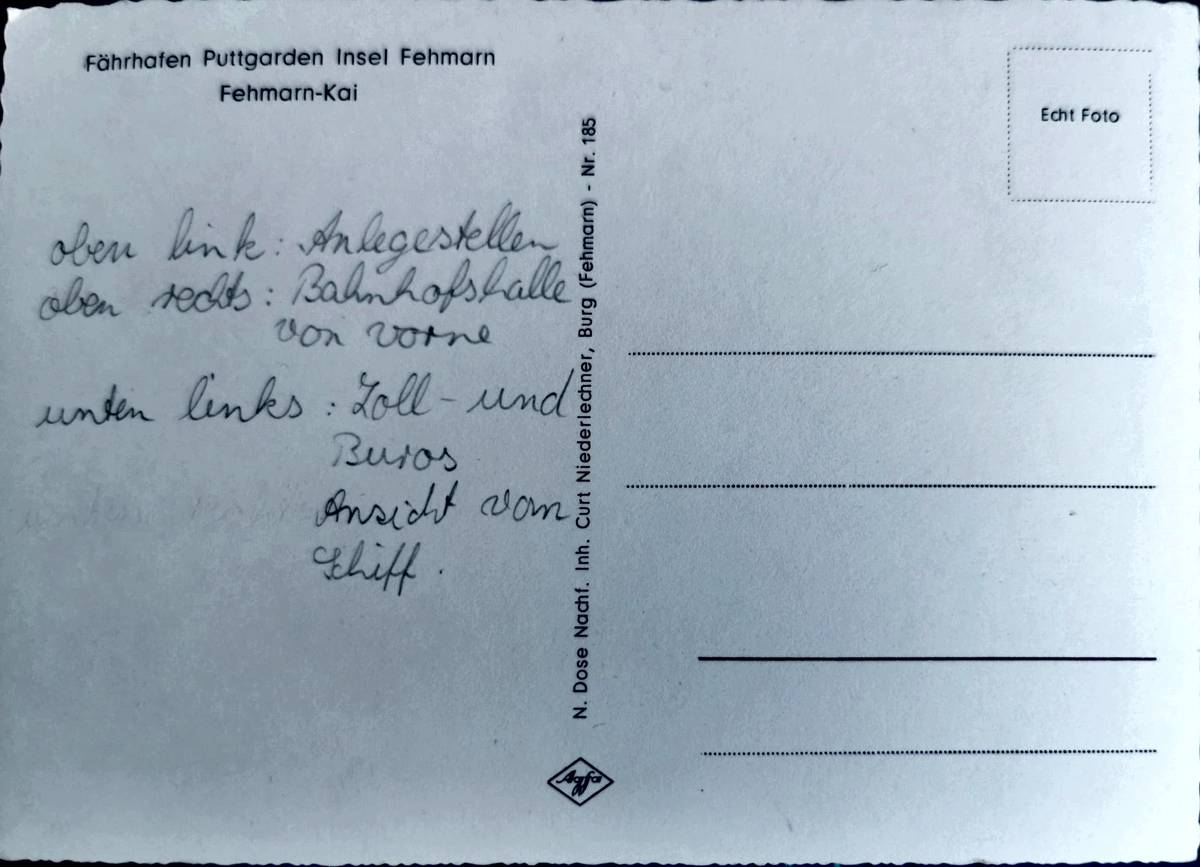 Fährhafen Puttgarden Insel Fehmarn
Fehmarn-Kai
oben link: Anlegestellen
oben rechts: Bahnhofshalle
von vorne
unten links: Zoll- und
Buros
Ansicht vom
Schiff.
N. Dose Nachf. Inh. Curt Niederlechner, Burg (Fehmarn) - Nr. 185
Agfa
Echt Foto